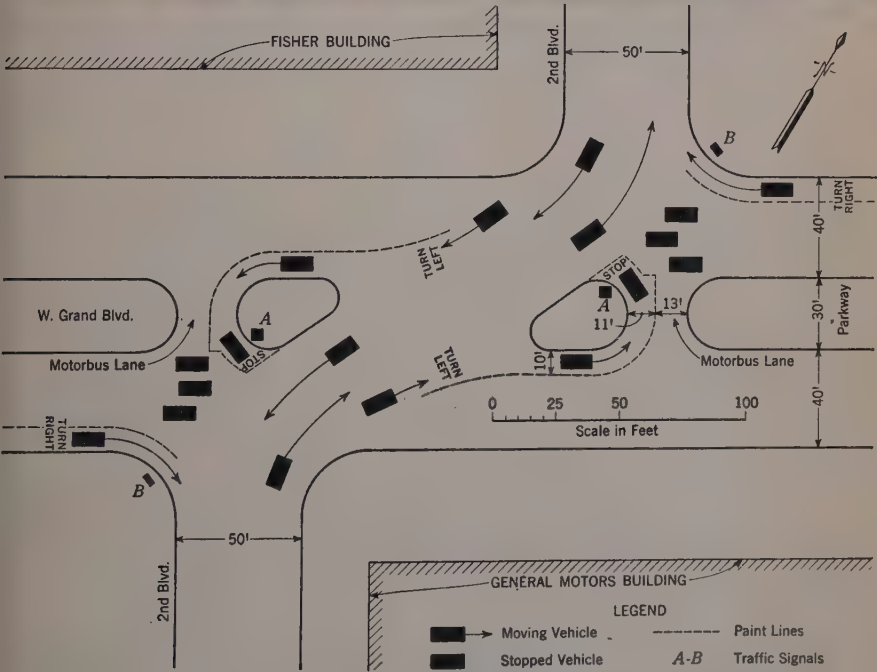 FISHER BUILDING
2nd Blvd.
50'
N
B
TURN
RIGHT
40'
TURN
LEFT
STOP
A
W. Grand Blvd.
A
13'
11'
30'
Parkway
Motorbus Lane
STOP
TURN
LEFT
10'
Motorbus Lane
40'
0 25 50 100
Scale in Feet
TURN
RIGHT
B
50'
2nd Blvd.
GENERAL MOTORS BUILDING
LEGEND
Moving Vehicle
Paint Lines
Stopped Vehicle
A-B Traffic Signals